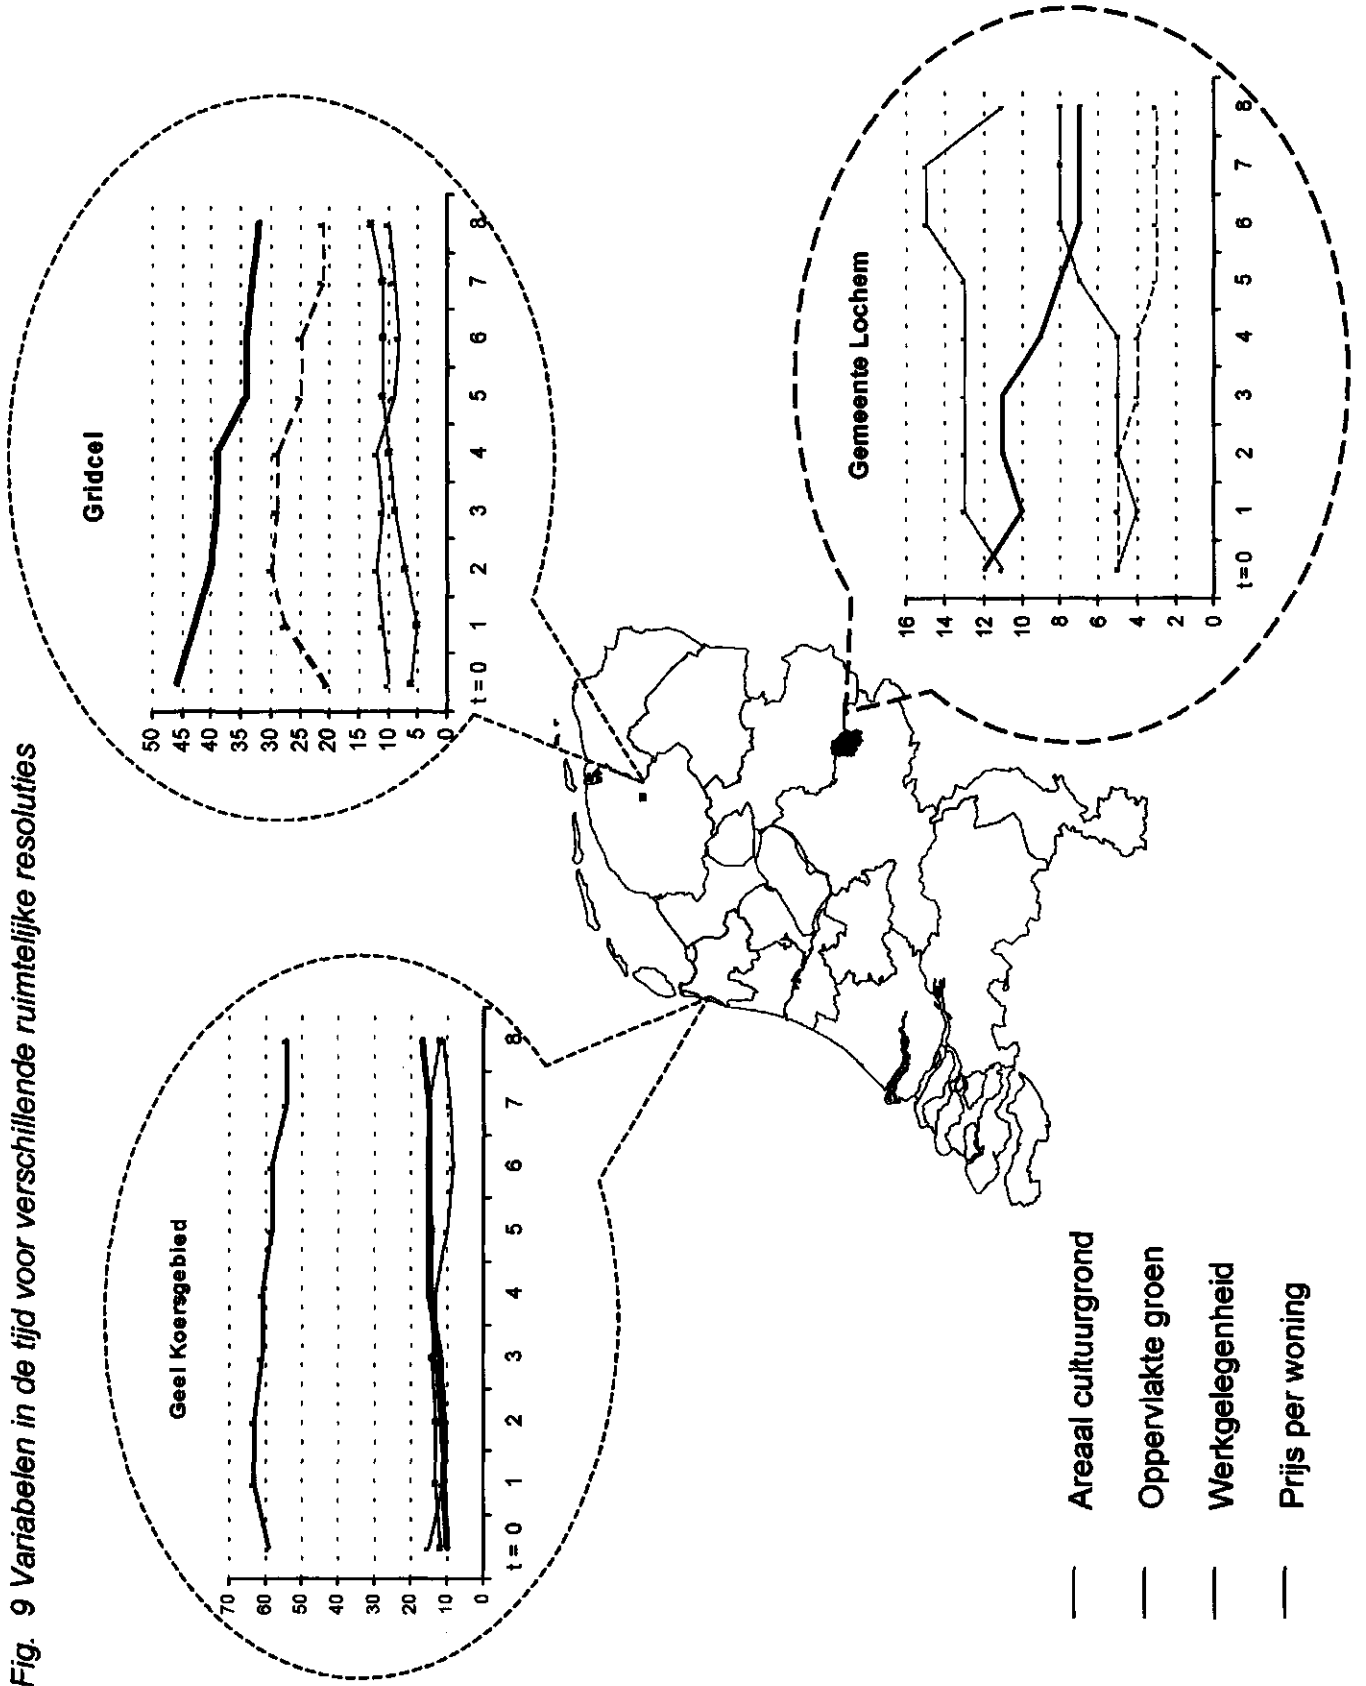 Fig. 9 Variabelen in de tijd voor verschillende ruimtelijke resoluties
Geel Koersgebied
70
60
50
40
30
20
10
0
t = 0 1 2 3 4 5 6 7 8
Gridcel
50
45
40
35
30
25
20
15
10
5
0
t = 0 1 2 3 4 5 6 7 8
Gemeente Lochem
16
14
12
10
8
6
4
2
0
t = 0 1 2 3 4 5 6 7 8
Areaal cultuurgrond
Oppervlakte groen
Werkgelegenheid
Prijs per woning